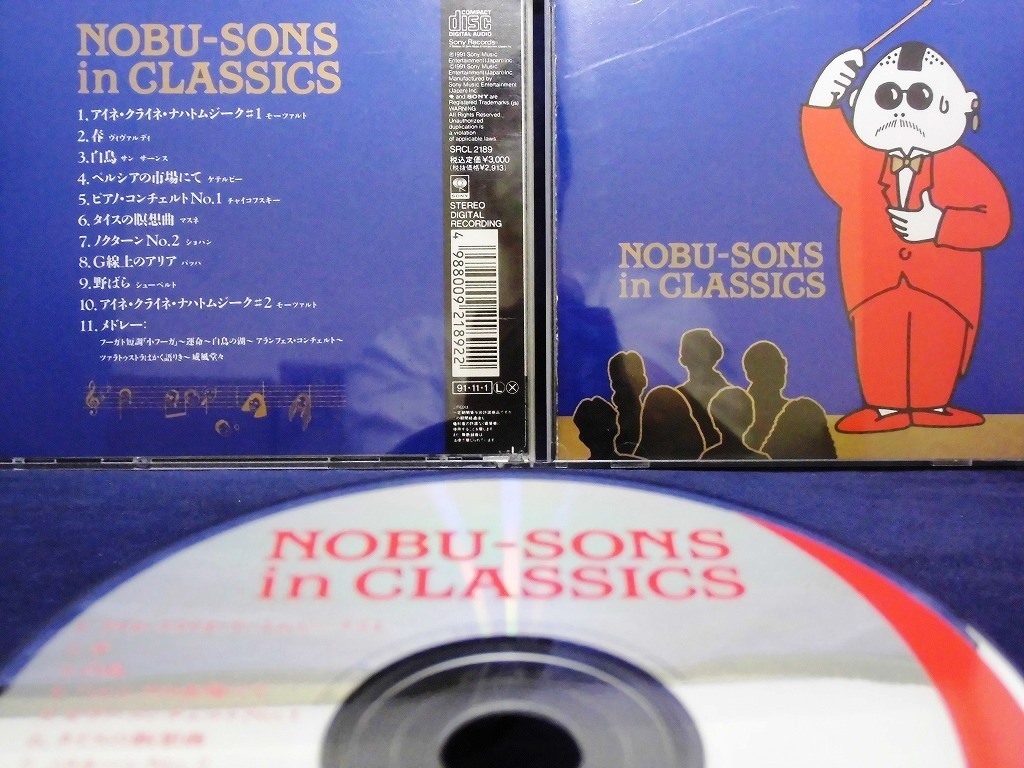 NOBU-SONS
in CLASSICS
1. アイネ・クライネ・ナハトムジーク♯1 モーツァルト
2. 春 ヴィヴァルディ
3. 白鳥 サン サーンス
4. ペルシアの市場にて ケテルビー
5. ピアノ・コンチェルトNo.1 チャイコフスキー
6. タイスの瞑想曲 マスネ
7. ノクターンNo.2 ショパン
8. G線上のアリア バッハ
9. 野ばら シューベルト
10. アイネ・クライネ・ナハトムジーク♯2 モーツァルト
11. メドレー:
フーガト短調「小フーガ」～運命～白鳥の湖～アランフェス・コンチェルト～
ツァラトゥストラはかく語りき～威風堂々
COMPACT
disc
DIGITAL AUDIO
Sony Records
Ⓟ1991 Sony Music
Entertainment (Japan) Inc.
©1991 Sony Music
Entertainment (Japan) Inc.
Manufactured by
Sony Music Entertainment
(Japan) Inc.
and SONY are
Registered Trademarks.
WARNING
All Rights Reserved.
Unauthorized
duplication is
a violation
of applicable laws.
SRCL 2189
税込定価¥3,000
(税抜価格¥2,913)
SONY
STEREO
DIGITAL
RECORDING
4 988009 218922
91・11・1 Ⓛ Ⓧ
NOBU-SONS
in CLASSICS
NOBU-SONS
in CLASSICS